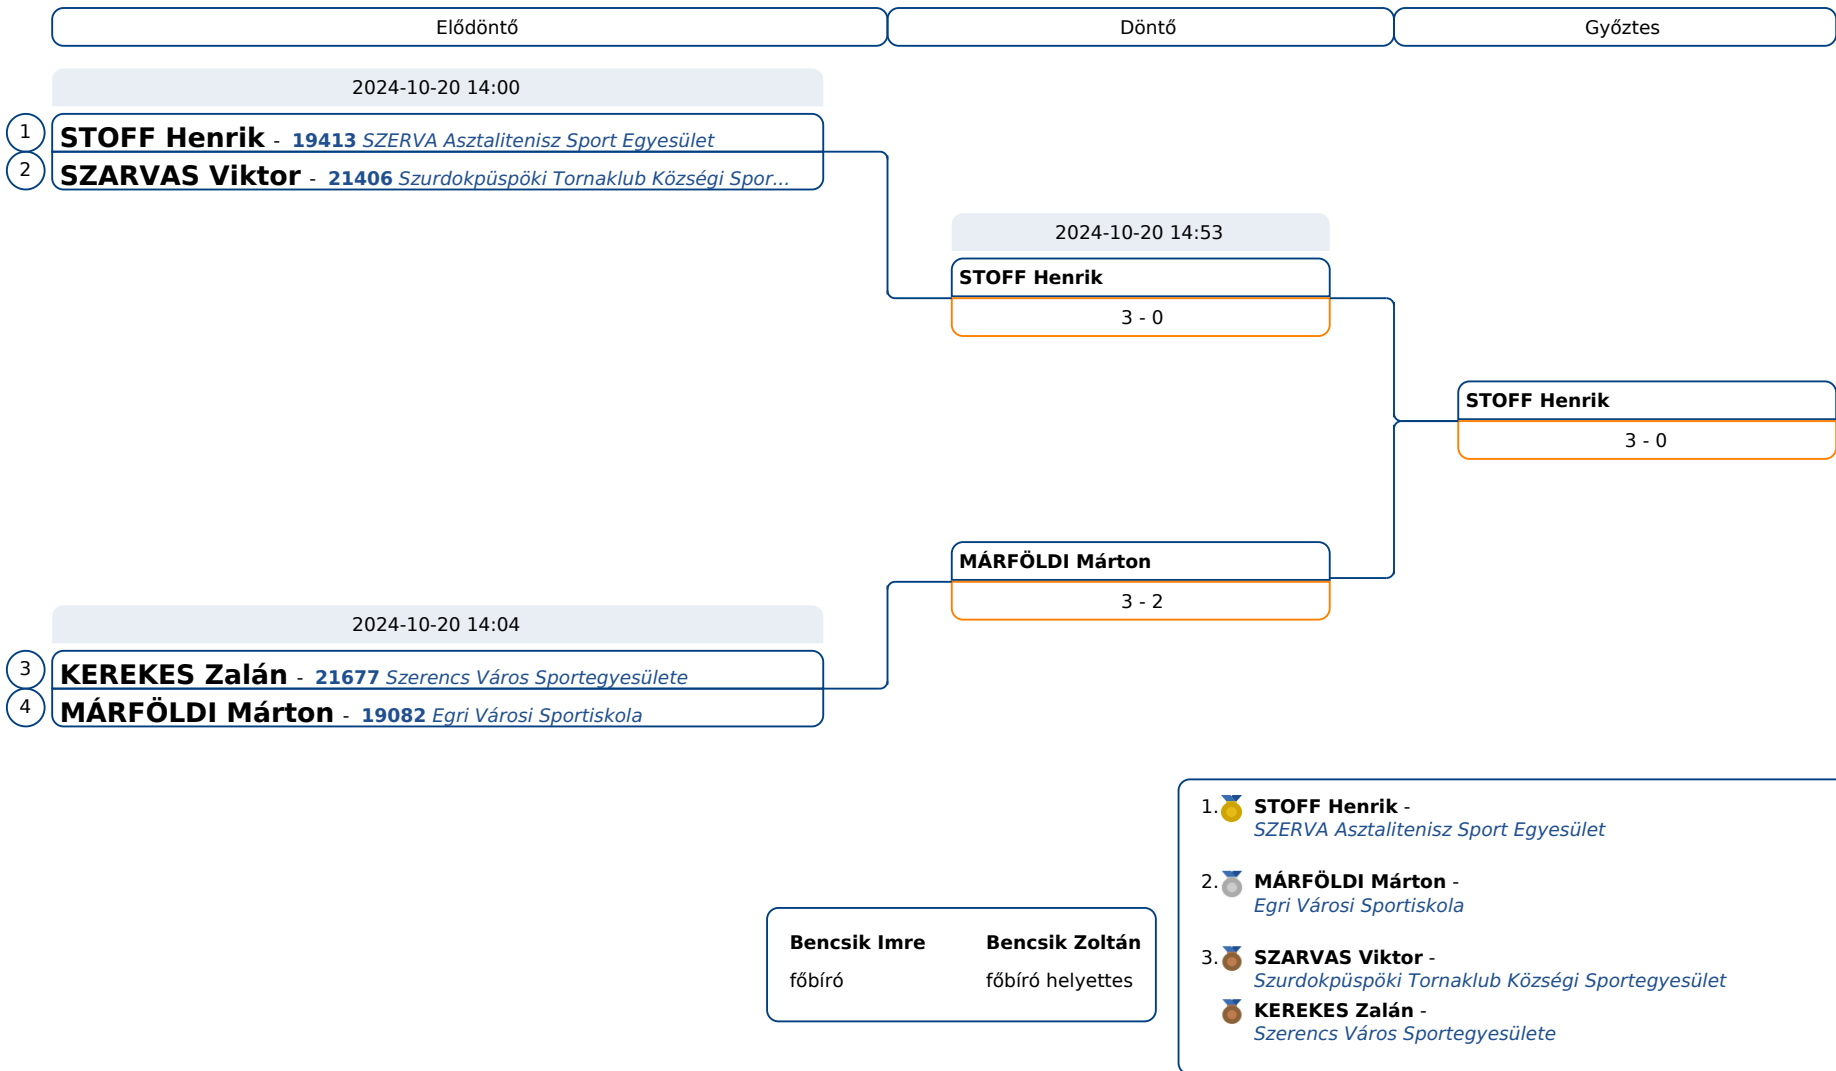 Elődöntő
Döntő
Győztes
2024-10-20 14:00
1
STOFF Henrik - 19413 SZERVA Asztalitenisz Sport Egyesület
2
SZARVAS Viktor - 21406 Szurdokpüspöki Tornaklub Községi Spor...
2024-10-20 14:53
STOFF Henrik
3 - 0
STOFF Henrik
3 - 0
MÁRFÖLDI Márton
3 - 2
2024-10-20 14:04
3
KEREKES Zalán - 21677 Szerencs Város Sportegyesülete
4
MÁRFÖLDI Márton - 19082 Egri Városi Sportiskola
1. STOFF Henrik -
SZERVA Asztalitenisz Sport Egyesület
2. MÁRFÖLDI Márton -
Egri Városi Sportiskola
3. SZARVAS Viktor -
Szurdokpüspöki Tornaklub Községi Sportegyesület
KEREKES Zalán -
Szerencs Város Sportegyesülete
Bencsik Imre
főbíró
Bencsik Zoltán
főbíró helyettes